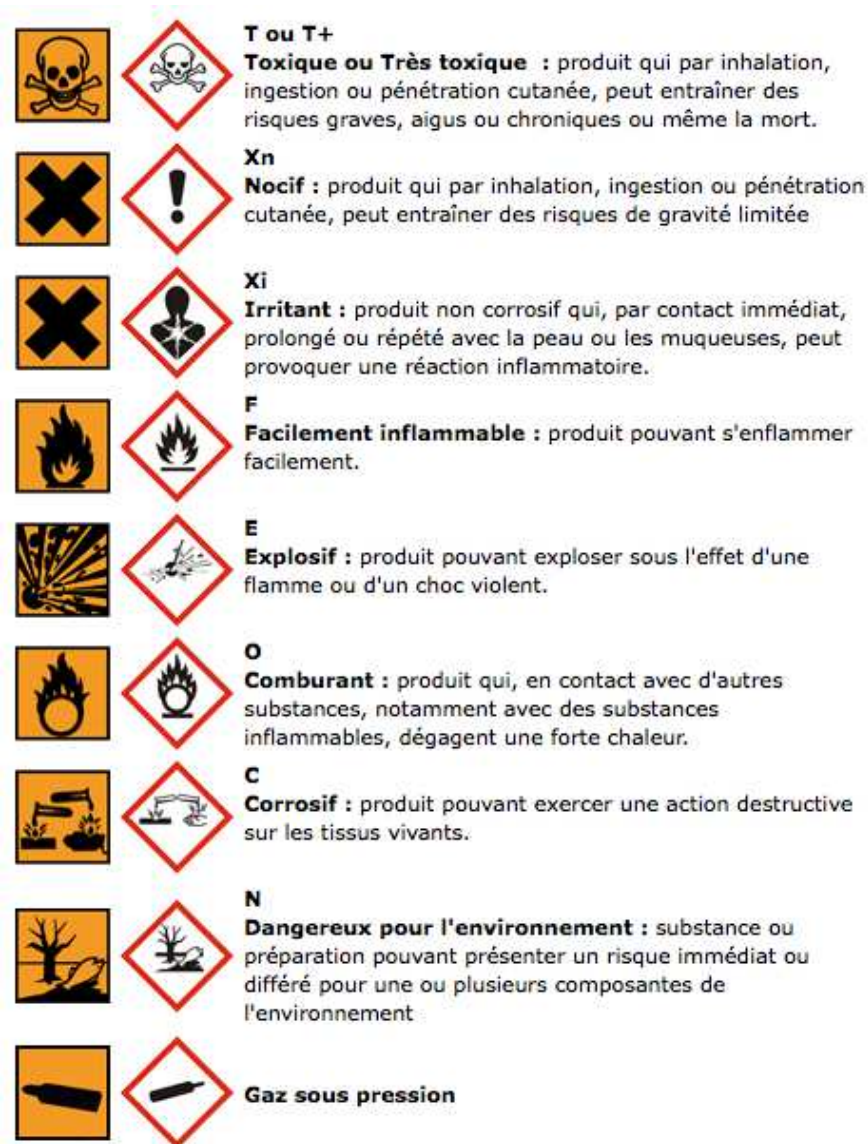 T ou T+
Toxique ou Très toxique : produit qui par inhalation,
ingestion ou pénétration cutanée, peut entraîner des
risques graves, aigus ou chroniques ou même la mort.
Xn
Nocif : produit qui par inhalation, ingestion ou pénétration
cutanée, peut entraîner des risques de gravité limitée
Xi
Irritant : produit non corrosif qui, par contact immédiat,
prolongé ou répété avec la peau ou les muqueuses, peut
provoquer une réaction inflammatoire.
F
Facilement inflammable : produit pouvant s'enflammer
facilement.
E
Explosif : produit pouvant exploser sous l'effet d'une
flamme ou d'un choc violent.
O
Comburant : produit qui, en contact avec d'autres
substances, notamment avec des substances
inflammables, dégagent une forte chaleur.
C
Corrosif : produit pouvant exercer une action destructive
sur les tissus vivants.
N
Dangereux pour l'environnement : substance ou
préparation pouvant présenter un risque immédiat ou
différé pour une ou plusieurs composantes de
l'environnement
Gaz sous pression